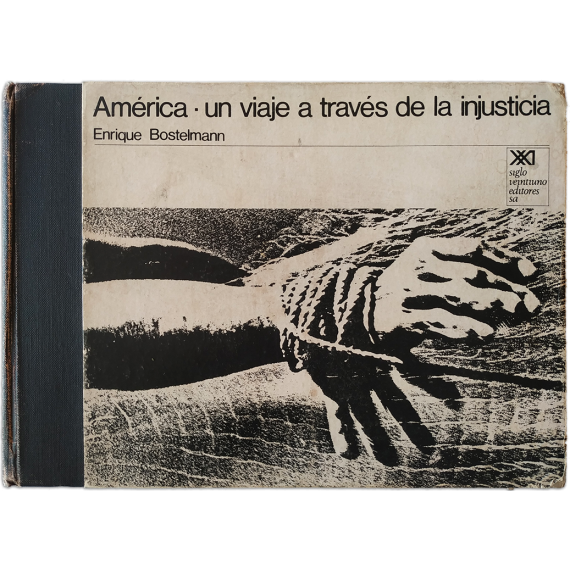 América · un viaje a través de la injusticia
Enrique Bostelmann
XXI
siglo
veintiuno
editores
sa